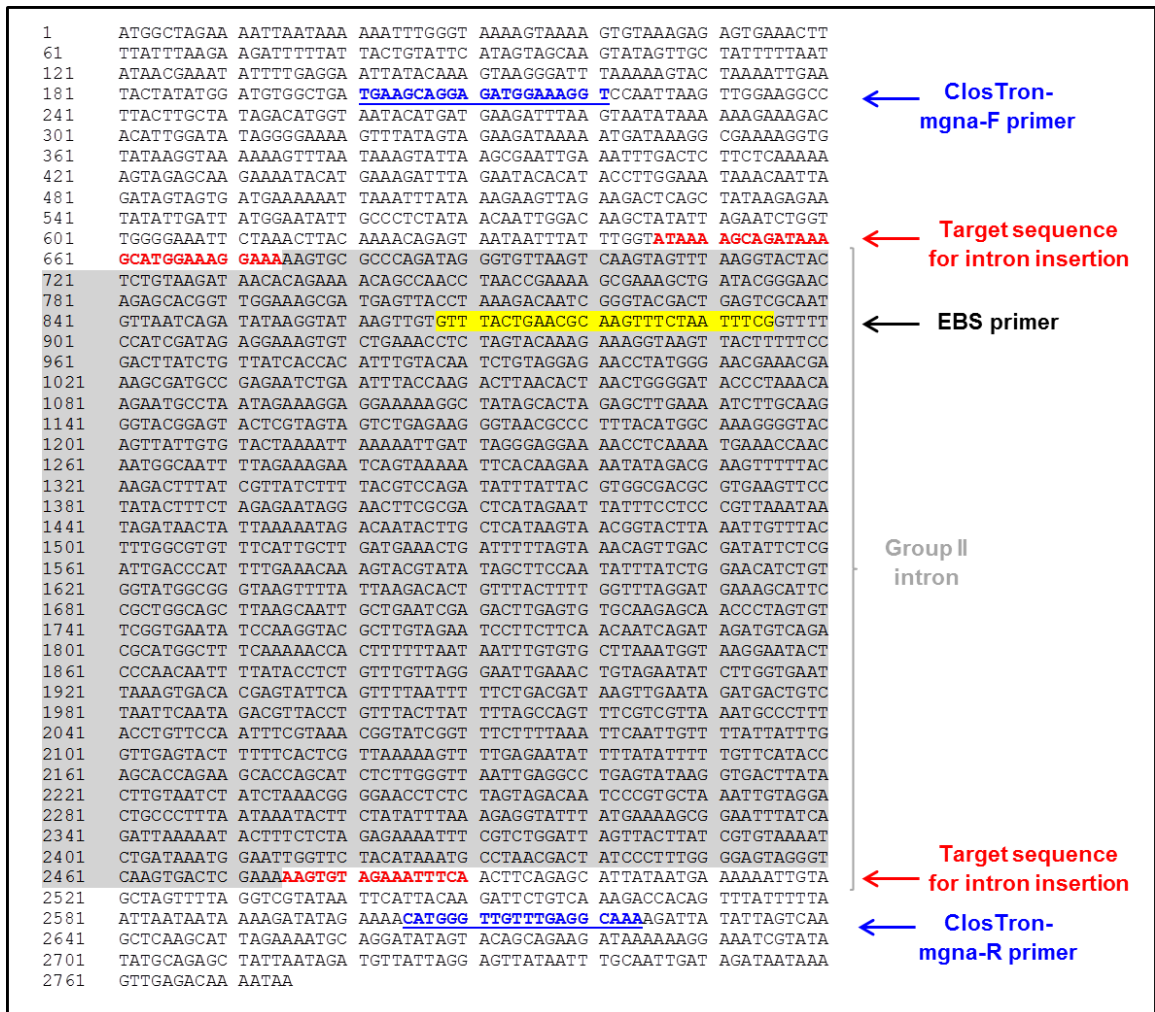 1 ATGGCTAGAA AAATTAATAAA AAATTTGGGT AAAAGTAAAA GTGTAAAGAG AGTGAAACTT
61 TTATTTAAGA AGATTTTTAT TACTGTATTC ATAGTAGCAA GTATAGTTGC TATTTTTAAT
121 ATAACGAAAT ATTTTGAGGA ATTATACAAA GTAAGGGATT TAAAAAGTAC TAAAATTGAA
181 TACTATATGG ATGTGGCTGA TGAAGCAGGA GATGGAAAGG TCCAATTAAG TTGGAAGGCC
ClosTron-
241 TTACTTGCTA TAGACATGGT AATACATGAT GAAGATTTAA GTAATATAAA AAAGAAAGAC
mgna-F primer
301 ACATTGGATA TAGGGGAAAA GTTTATAGTA GAAGATAAAA ATGATAAAGG CGAAAAGGTG
361 TATAAGGTAA AAAAGTTTAA TAAAGTATTA AGCGAATTGA AATTTGACTC CTTCTCAAAAA
421 AGTAGAGCAA GAAAATACAT GAAAGATTTA GAATACACAT ACCTTGGAAA TAAACAATTA
481 GATAGTAGTG ATGAAAAAAT TAAATTTATA AAGAAGTTAG AAGACTCAGC TATAAGAGAA
541 TATATTGATT ATGGAATATT GCCCTCTATA ACAATTGGAC AAGCTATATT AGAATCTGGT
601 TGGGGAAATT CTAAACTTAC AAAACAGAGT AATAATTTAT TTGGTATAAA AGCAGATAAA
Target sequence
661 GCATGGAAAG GAAAAAGTGC GCCCAGATAG GGTGTTAAGT CAAGTAGTTT AAGGTACTAC
for intron insertion
721 TCTGTAAGAT AACACAGAAA ACAGCCAACC TAACCGAAAA GCGAAAGCTG ATACGGGAAC
781 AGAGCACGGT TGGAAAGCGA TGAGTTACCT AAAGACAATC GGGTACGACT GAGTCGCAAT
841 GTTAATCAGA TATAAGGTAT AAGTTGTGTT TACTGAACGC AAGTTTCTAA TTTCGGTTTT
EBS primer
901 CCATCGATAG AGGAAAGTGT CTGAAACCTC TAGTACAAAG AAAGGTAAGT TACTTTTTCC
961 GACTTATCTG TTATCACCAC ATTTGTACAA TCTGTAGGAG AACCTATGGG AACGAAACGA
1021 AAGCGATGCC GAGAATCTGA ATTTACCAAG ACTTAACACT AACTGGGGAT ACCCTAAACA
1081 AGAATGCCTA ATAGAAAGGA GGAAAAAGGC TATAGCACTA GAGCTTGAAA ATCTTGCAAG
1141 GGTACGGAGT ACTCGTAGTA GTCTGAGAAG GGTAACGCCC TTTACATGGC AAAGGGGTAC
1201 AGTTATTGTG TACTAAAATT AAAAATTGATT TAGGGAGGAA AACCTCAAAA TGAAACCAAC
1261 AATGGCAATT TTAGAAAGAA TCAGTAAAAA TTCACAAGAA AATATAGACG AAGTTTTTAC
1321 AAGACTTTAT CGTTATCTTT TACGTCCAGA TATTTATTAC GTGGCGACGC GTGAAGTTCC
1381 TATACTTTCT AGAGAATAGG AACTTCGCGA CTCATAGAAT TATTTCCTCC CGTTAAATAA
1441 TAGATAACTA TTAAAAATAG ACAATACTTG CTCATAAGTA ACGGTACTTA AATTGTTTAC
1501 TTTGGCGTGT TTCATTGCTT GATGAAACTG ATTTTTAGTA AACAGTTGAC GATATTCTCG
Group II
1561 ATTGACCCAT TTTGAAACAA AGTACGTATA TAGCTTCCAA TATTTATCTG GAACATCTGT
intron
1621 GGTATGGCGG GTAAGTTTTA TTAAGACACT GTTTACTTTT GGTTTAGGAT GAAAGCATTC
1681 CGCTGGCAGC TTAAGCAATT GCTGAATCGA GACTTGAGTG TGCAAGAGCA ACCCTAGTGT
1741 TCGGTGAATA TCCAAGGTAC GCTTGTAGAA TCCTTCTTCA ACAATCAGAT AGATGTCAGA
1801 CGCATGGCTT TCAAAAACCA CTTTTTTAAT AATTTGTGTG CTTAAATGGT AAGGAATACT
1861 CCCAACAATT TTATACCTCT GTTTGTTAGG GAATTGAAAC TGTAGAATAT CTTGGTGAAT
1921 TAAAGTGACA CGAGTATTCA GTTTTAATTT TTCTGACGAT AAGTTGAATA GATGACTGTC
1981 TAATTCAATA GACGTTACCT GTTTACTTAT TTTAGCCAGT TTCGTCGTTA AATGCCCTTT
2041 ACCTGTTCCA ATTTCGTAAA CGGTATCGGT TTCTTTTAAA TTCAATTGTT TTATTATTTG
2101 GTTGAGTACT TTTTCACTCG TTAAAAAGTT TTGAGAATAT TTTATATTTT TGTTCATACC
2161 AGCACCAGAA GCACCAGCAT CTCTTGGGTT AATTGAGGCC TGAGTATAAG GTGACTTATA
2221 CTTGTAATCT ATCTAAACGG GGAACCTCTC TAGTAGACAA TCCCGTGCTA AATTGTAGGA
2281 CTGCCCTTTA ATAAATACTTC CTATATTTAA AGAGGTATTT ATGAAAAGCG GAATTTATCA
2341 GATTAAAAAT ACTTTCTCTA GAGAAAATTT CGTCTGGATT AGTTACTTAT CGTGTAAAAT
2401 CTGATAAATG GAATTGGTTC TACATAAATG CCTAACGACT ATCCCTTTGG GGAGTAGGGT
Target sequence
2461 CAAGTGACTC GAAAAAGTGT AGAAATTTCA ACTTCAGAGC ATTATAATGA AAAAATTGTA
for intron insertion
2521 GCTAGTTTTA GGTCGTATAA TTCATTACAA GATTCTGTCA AAGACCACAG TTTATTTTTA
2581 ATTAATAATA AAAGATATAGA GAAAACATGGG TTGTTTGAGG CAAAAGATTA TATTAGTCAA
ClosTron-
2641 GCTCAAGCAT TAGAAAATGC AGGATATAGT ACAGCAGAAG ATAAAAAAGG AAATCGTATA
mgna-R primer
2701 TATGCAGAGC TATTAATAGA TGTTATTAGG AGTTATAATT TGCAATTGAT AGATAATAAA
2761 GTTGAGACAA AATAA